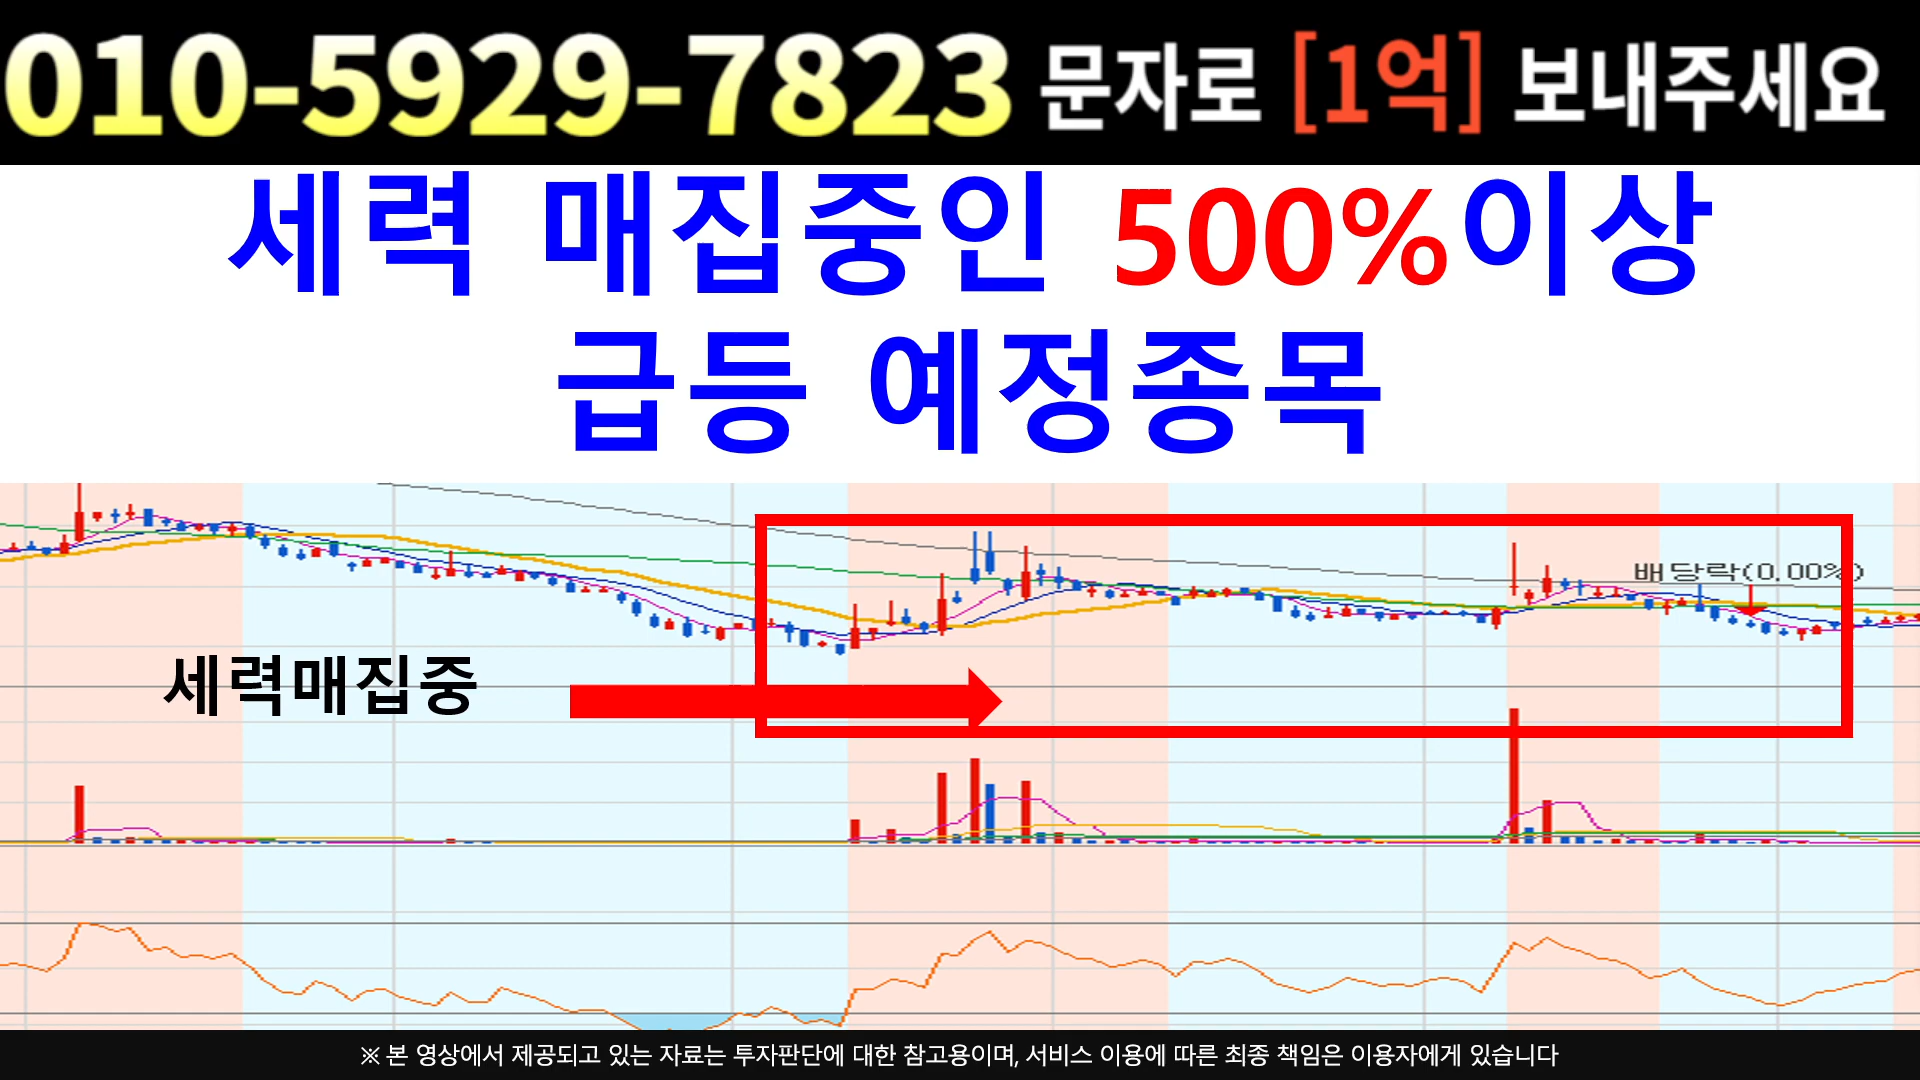 010-5929-7823 문자로 [1억] 보내주세요
세력 매집중인 500%이상
급등 예정종목
배당락(0.00%)
세력매집중
※ 본 영상에서 제공되고 있는 자료는 투자판단에 대한 참고용이며, 서비스 이용에 따른 최종 책임은 이용자에게 있습니다